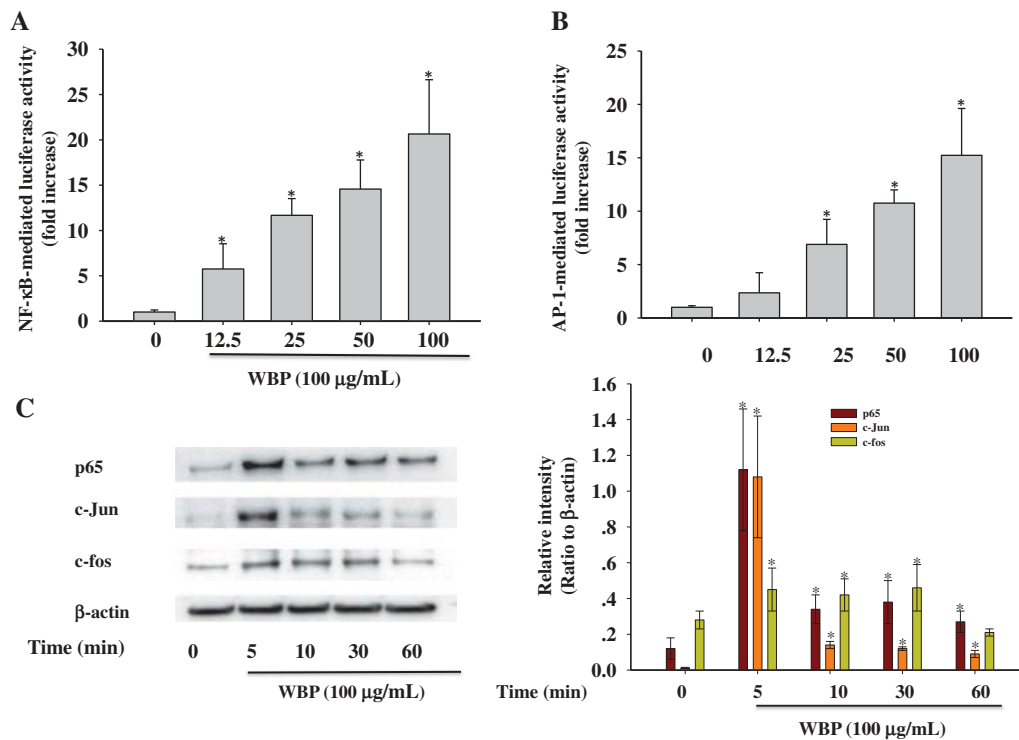 A
NF-κB-mediated luciferase activity
(fold increase)
30
25
20
15
10
5
0
*
*
*
*
0 12.5 25 50 100
WBP (100 μg/mL)
B
AP-1-mediated luciferase activity
(fold increase)
25
20
15
10
5
0
*
*
*
0 12.5 25 50 100
C
p65
c-Jun
c-fos
β-actin
Time (min) 0 5 10 30 60
WBP (100 μg/mL)
Relative intensity
(Ratio to β-actin)
1.6
1.4
1.2
1.0
.8
.6
.4
.2
0.0
p65
c-Jun
c-fos
* * *
* * *
* * *
* *
Time (min) 0 5 10 30 60
WBP (100 μg/mL)